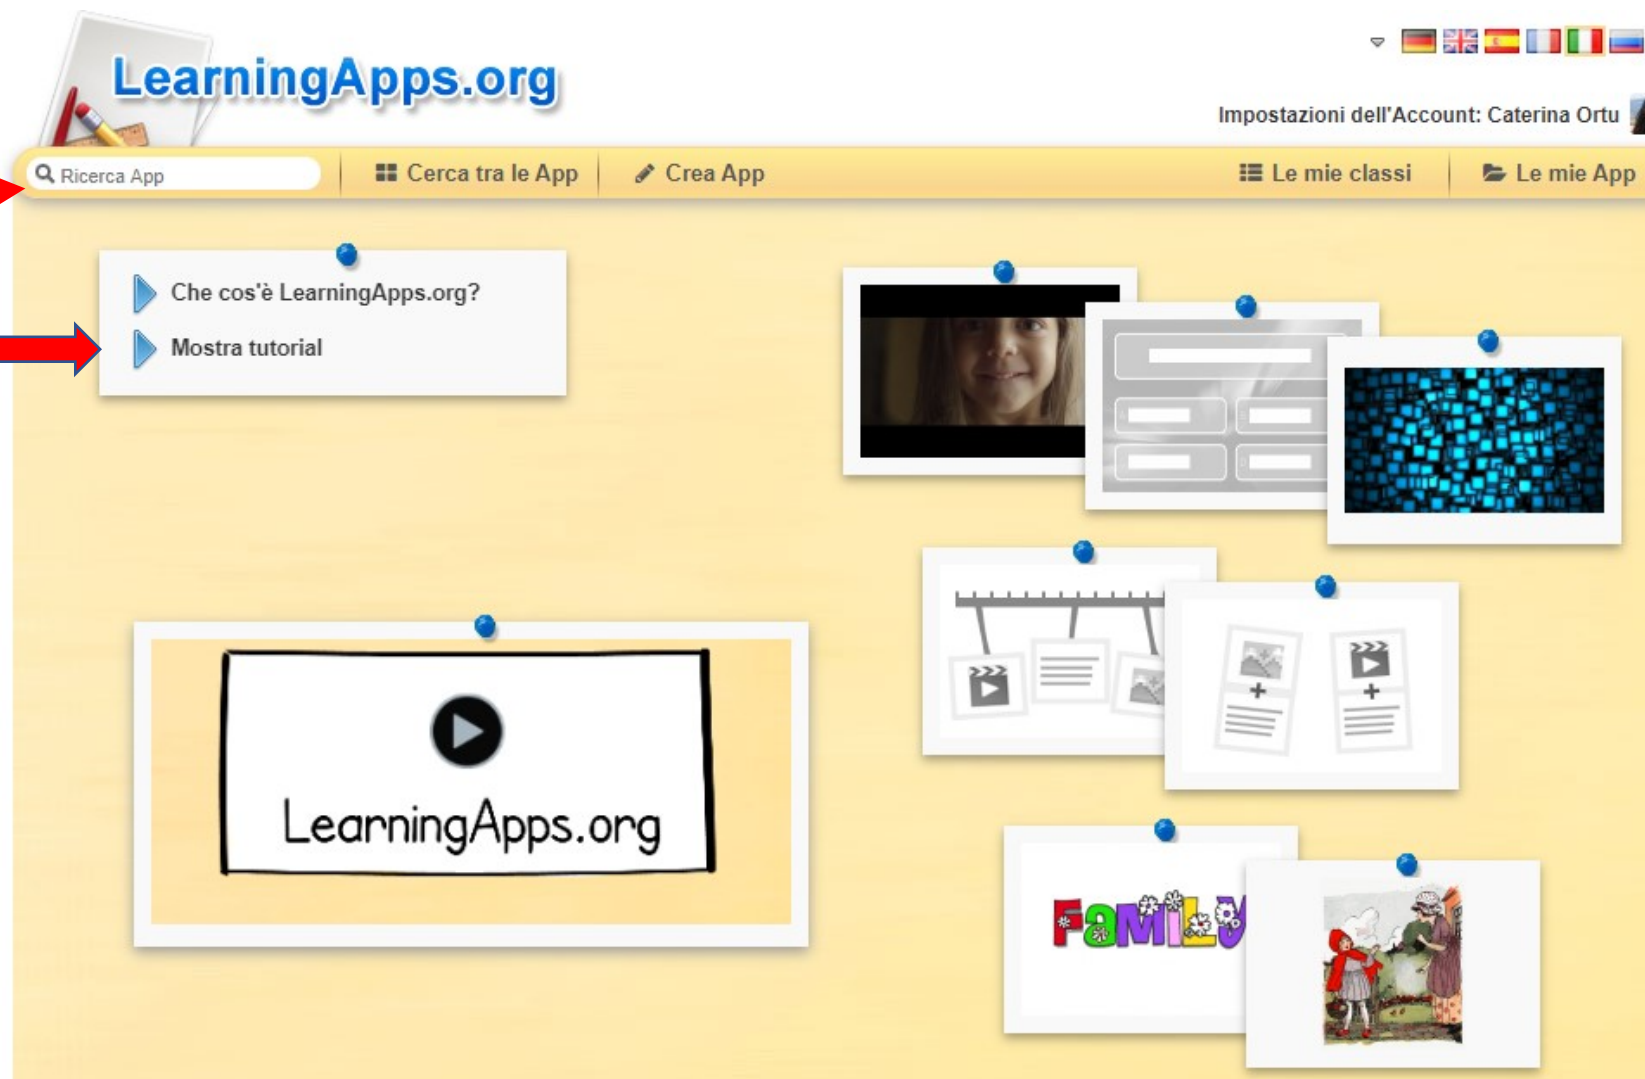 LearningApps.org
Impostazioni dell'Account: Caterina Ortu
Ricerca App
Cerca tra le App
Crea App
Le mie classi
Le mie App
Che cos'è LearningApps.org?
Mostra tutorial
LearningApps.org
FAMiLY